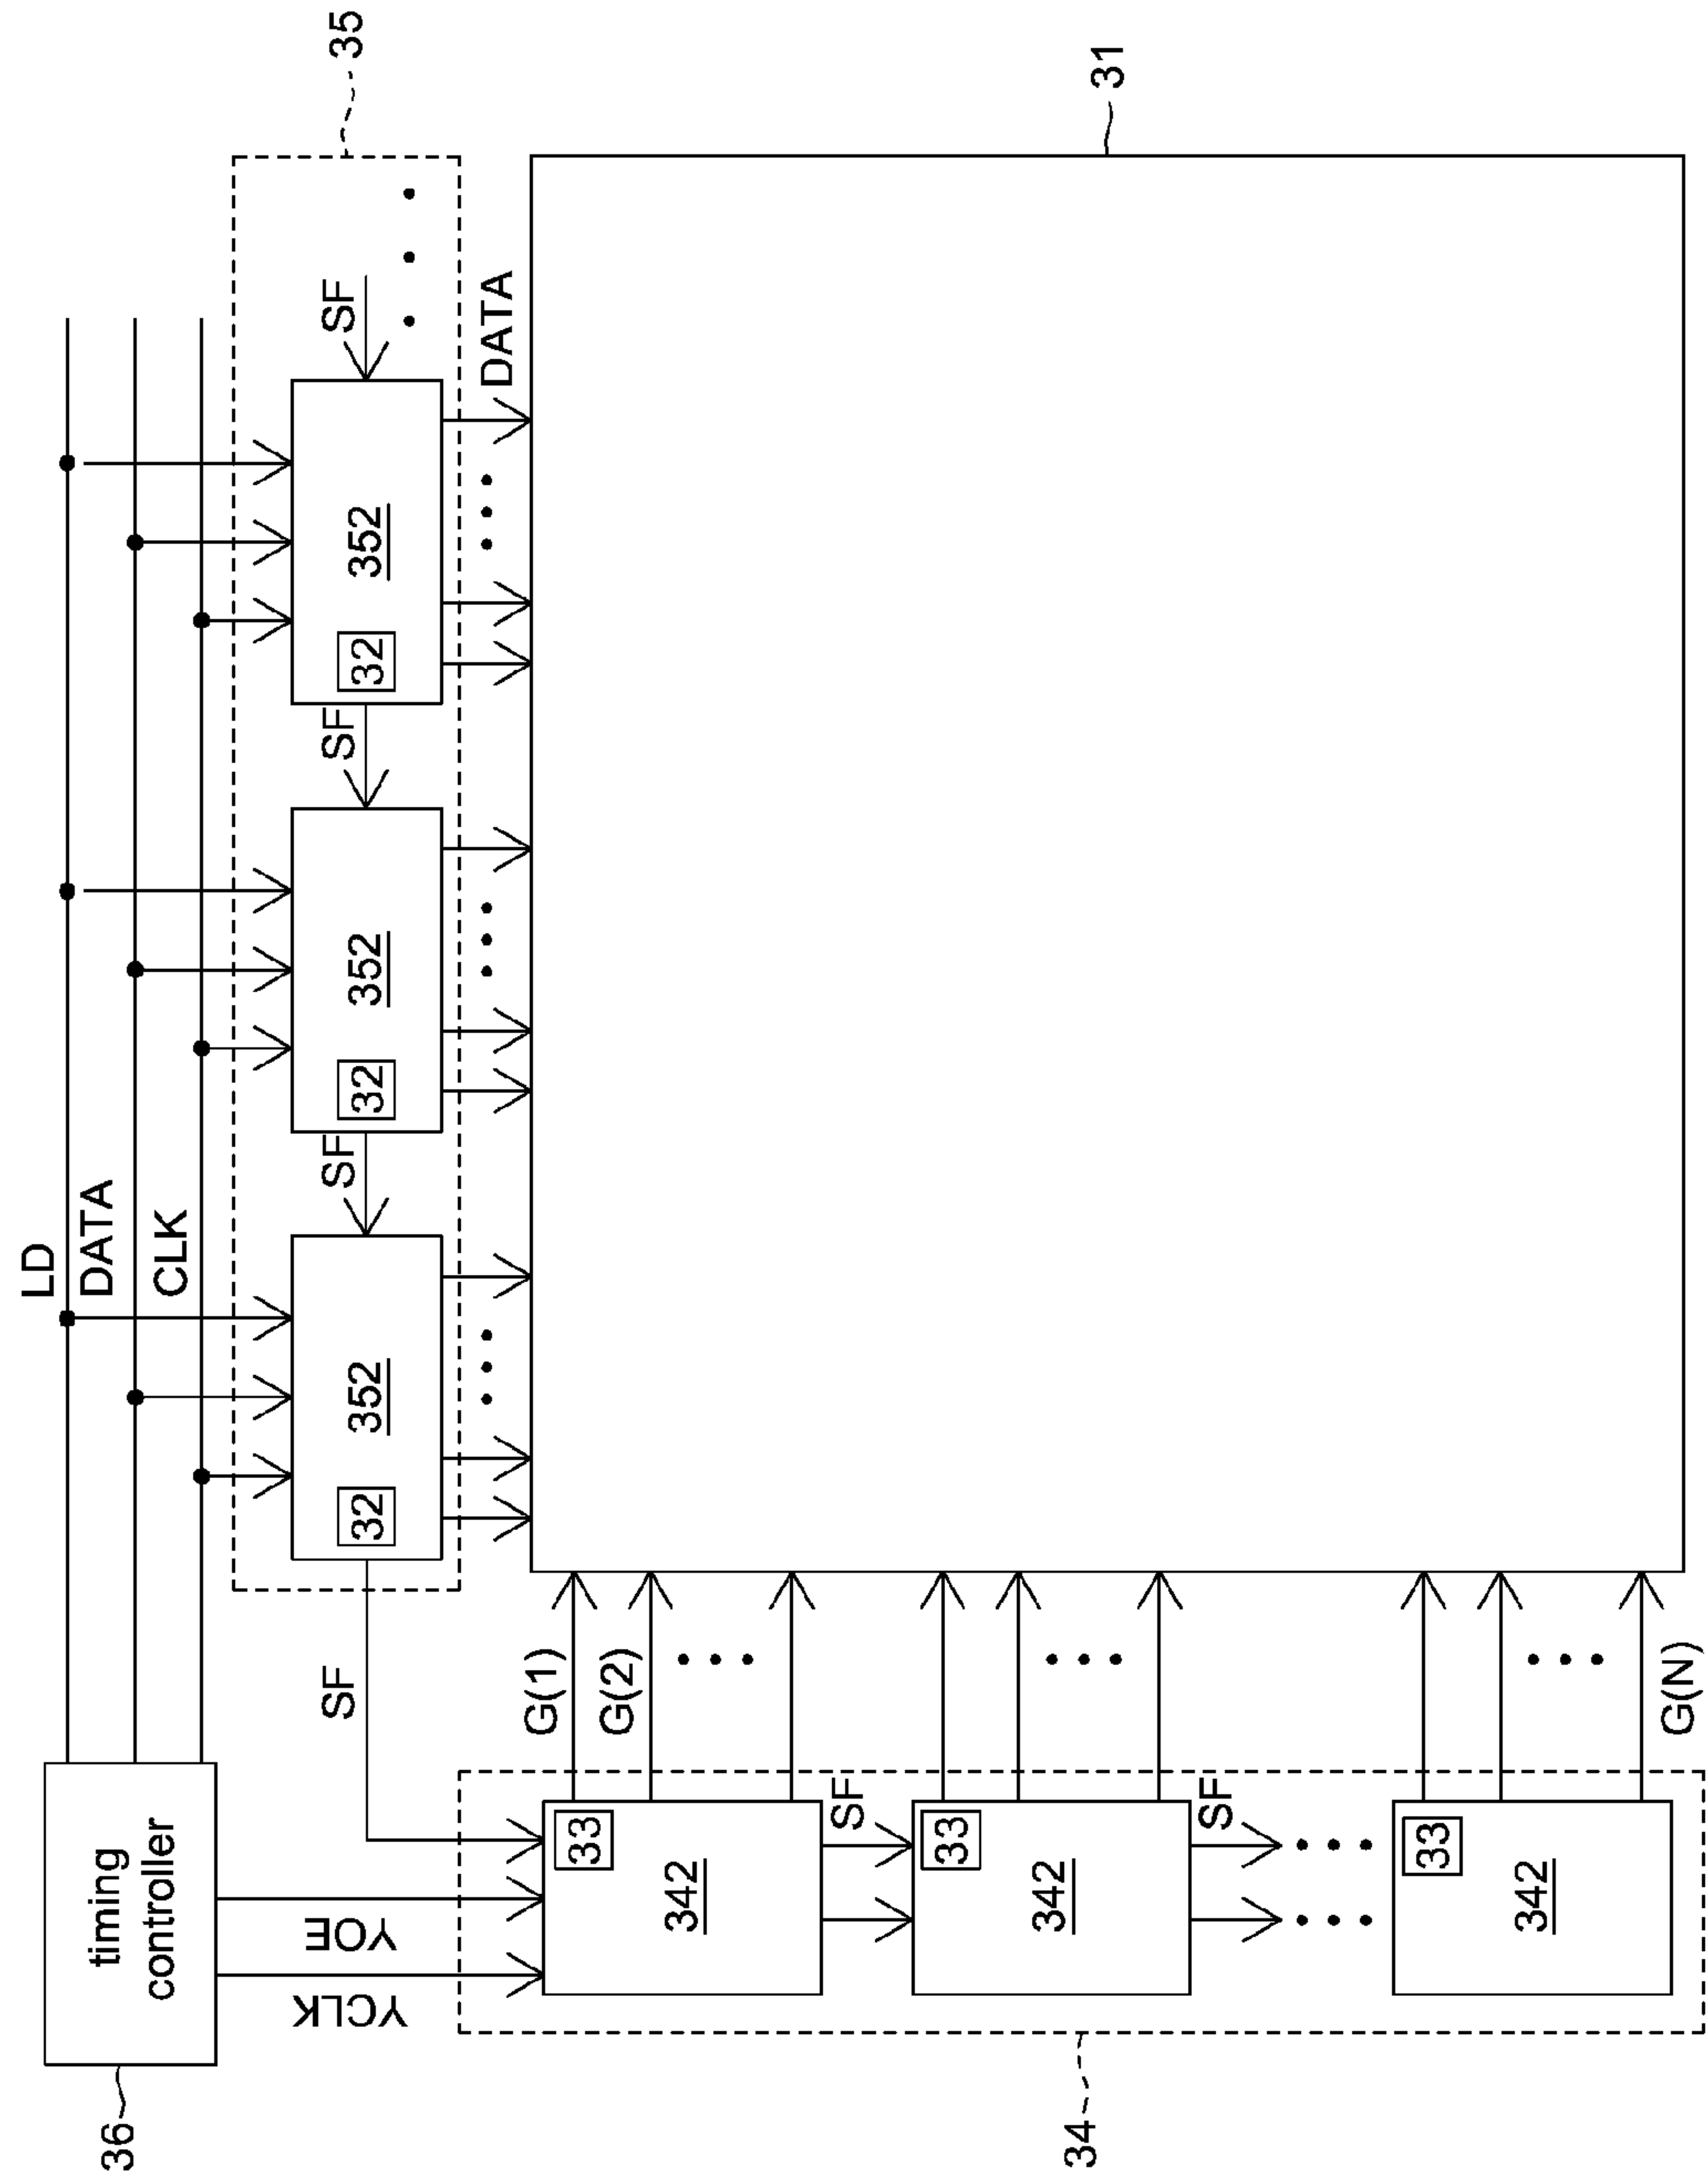 36
timing
controller
LD
DATA
CLK
35
YCLK
YOE
SF
32
352
SF
32
352
SF
32
352
SF
DATA
34
33
342
SF
33
342
SF
33
342
G(1)
G(2)
G(N)
31